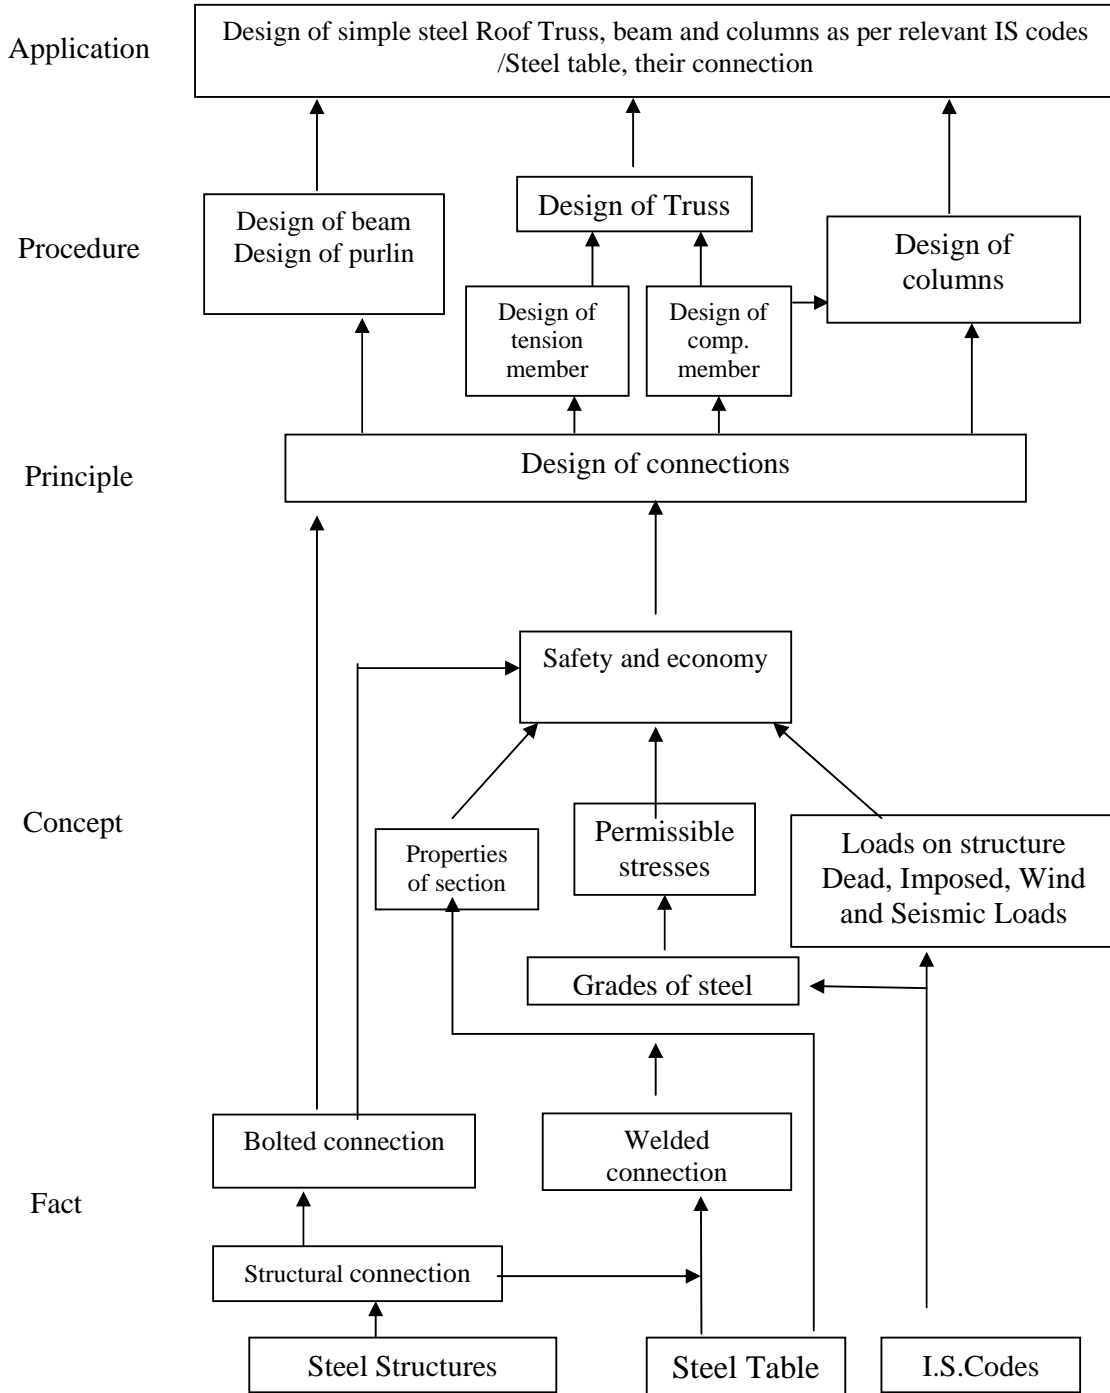 Application
Design of simple steel Roof Truss, beam and columns as per relevant IS codes
/Steel table, their connection
Procedure
Design of beam
Design of purlin
Design of Truss
Design of
columns
Design of
tension
member
Design of
comp.
member
Principle
Design of connections
Safety and economy
Concept
Properties
of section
Permissible
stresses
Loads on structure
Dead, Imposed, Wind
and Seismic Loads
Grades of steel
Fact
Bolted connection
Welded
connection
Structural connection
Steel Structures
Steel Table
I.S.Codes